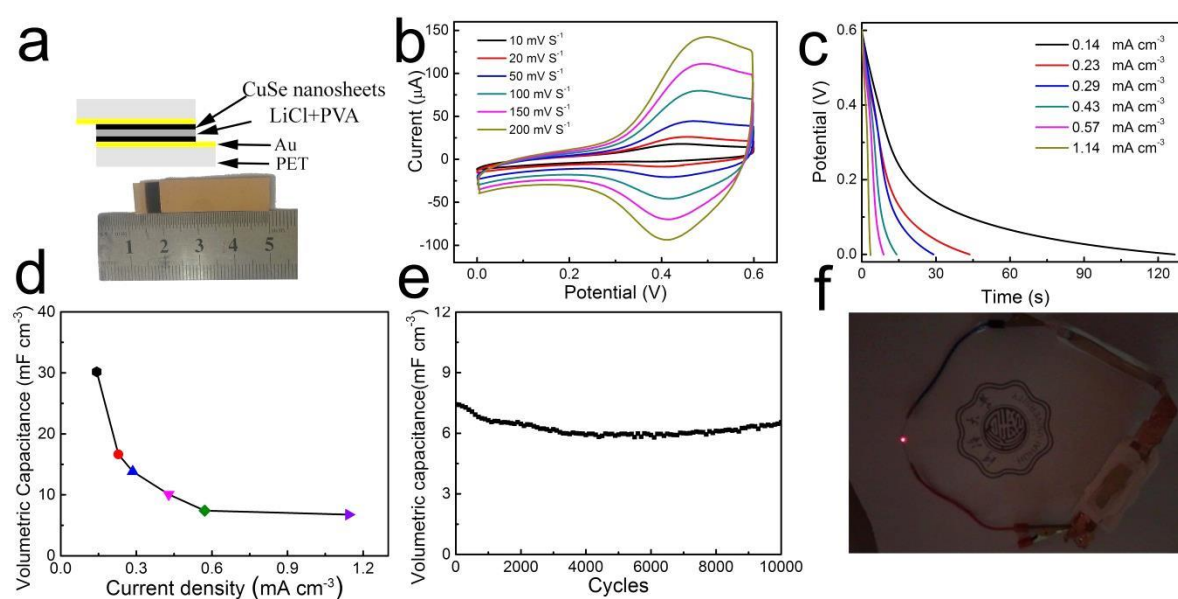 a
CuSe nanosheets
LiCl+PVA
Au
PET
1 2 3 4 5
b
10 mV S⁻¹
20 mV S⁻¹
50 mV S⁻¹
100 mV S⁻¹
150 mV S⁻¹
200 mV S⁻¹
Current (µA)
150
100
50
0
-50
-100
0.0 0.2 0.4 0.6
Potential (V)
c
0.14 mA cm⁻³
0.23 mA cm⁻³
0.29 mA cm⁻³
0.43 mA cm⁻³
0.57 mA cm⁻³
1.14 mA cm⁻³
Potential (V)
0.6
0.4
0.2
0.0
0 30 60 90 120
Time (s)
d
Volumetric Capacitance (mF cm⁻³)
40
30
20
10
0
0.0 0.3 0.6 0.9 1.2
Current density (mA cm⁻³)
e
Volumetric capacitance(mF cm⁻³)
12
9
6
3
0
0 2000 4000 6000 8000 10000
Cycles
f